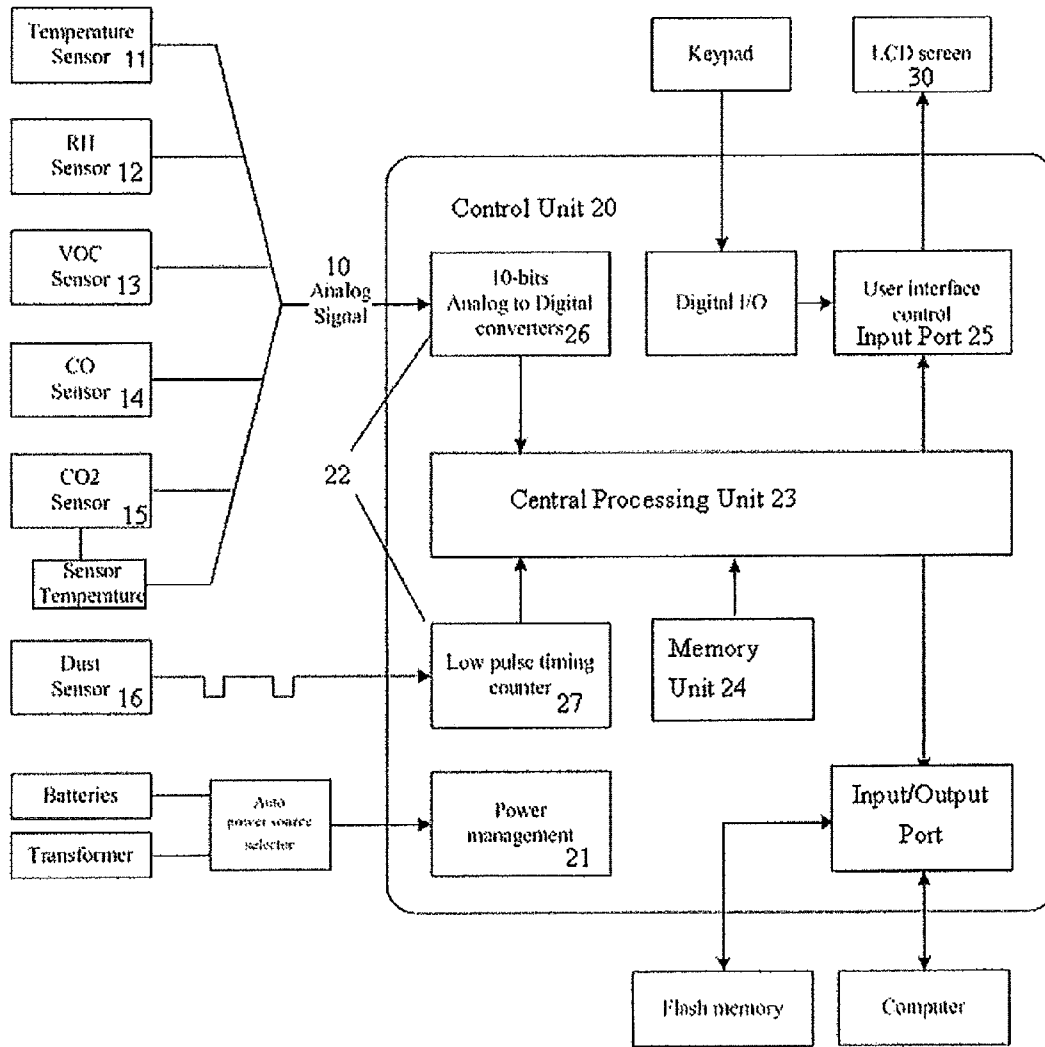 Temperature
Sensor 11
RH
Sensor 12
VOC
Sensor 13
CO
Sensor 14
CO2
Sensor 15
Sensor
Temperature
Dust
Sensor 16
Batteries
Transformer
Auto
power source
selector
10
Analog
Signal
22
Keypad
LCD screen
30
Control Unit 20
10-bits
Analog to Digital
converters 26
Digital I/O
User interface
control
Input Port 25
Central Processing Unit 23
Low pulse timing
counter 27
Memory
Unit 24
Power
management 21
Input/Output
Port
Flash memory
Computer